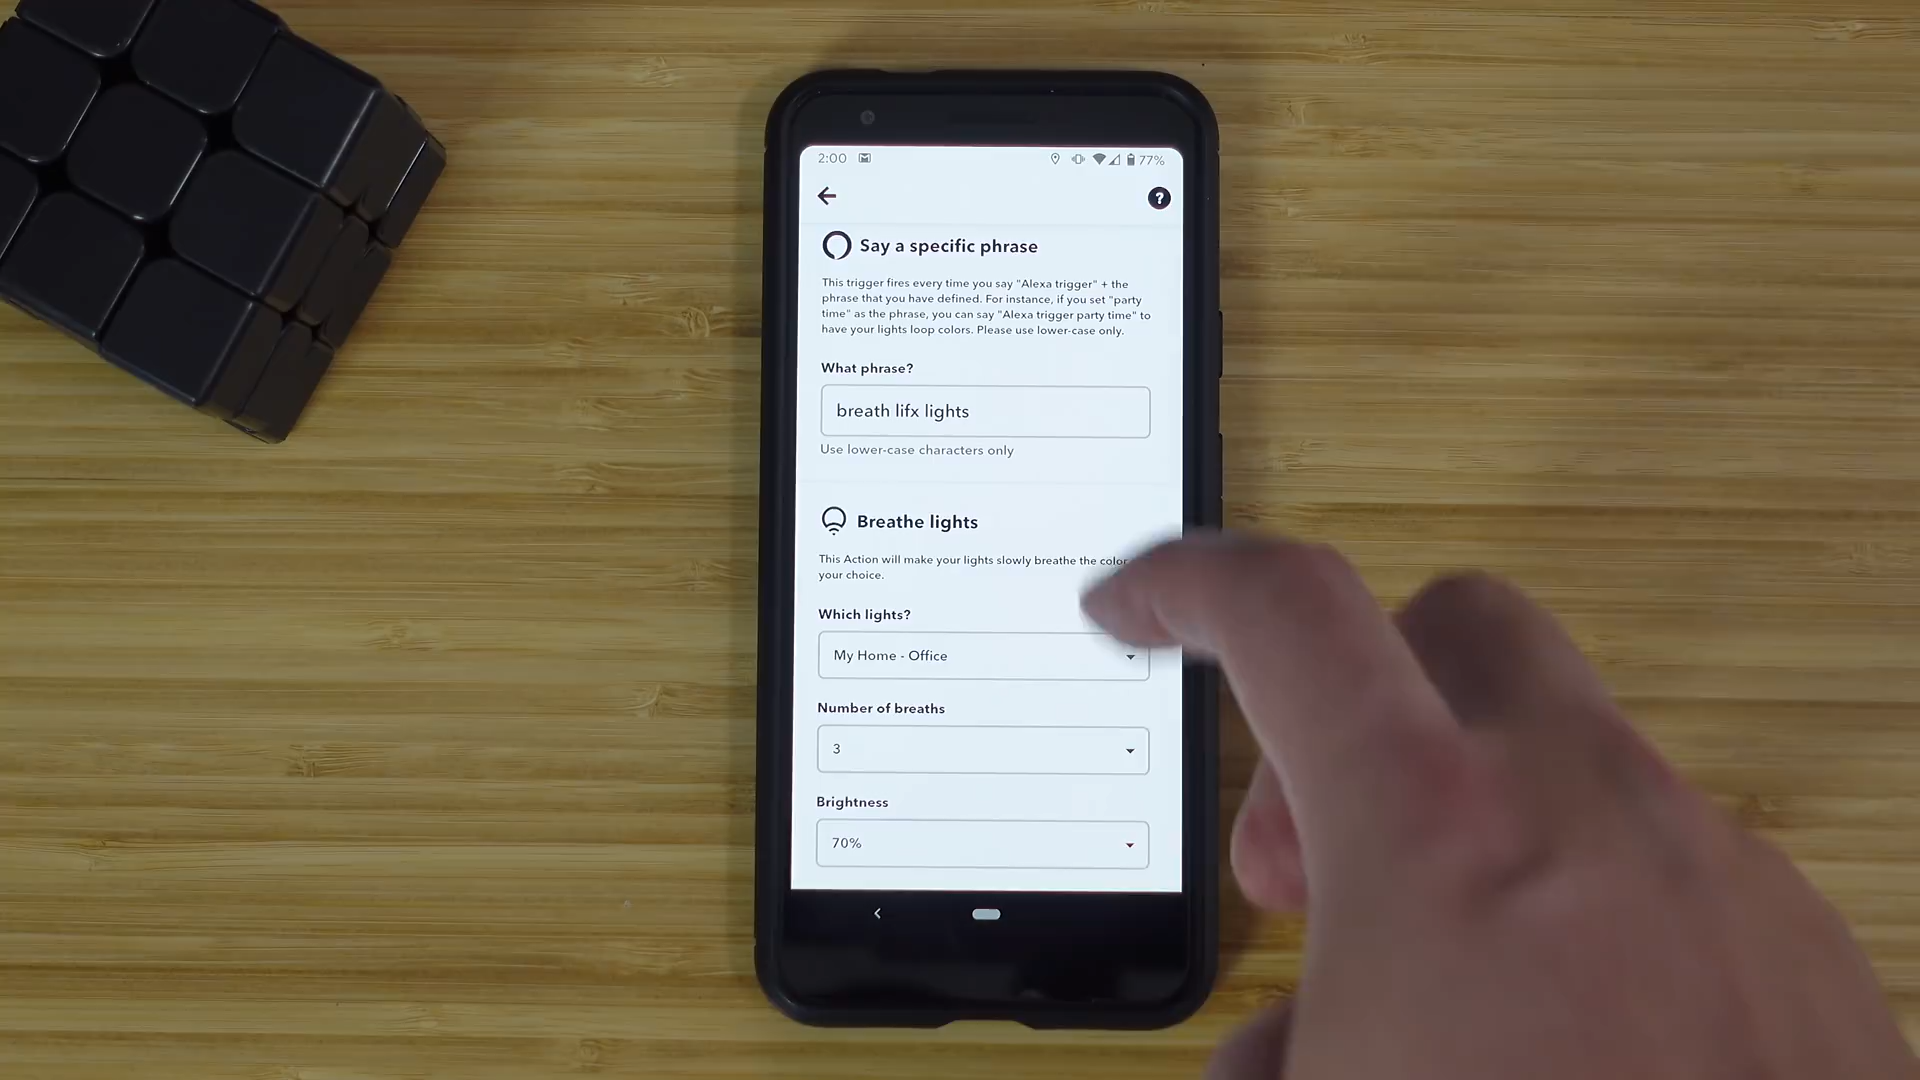 2:00 77%
?
Say a specific phrase
This trigger fires every time you say "Alexa trigger" + the
phrase that you have defined. For instance, if you set "party
time" as the phrase, you can say "Alexa trigger party time" to
have your lights loop colors. Please use lower-case only.
What phrase?
breath lifx lights
Use lower-case characters only
Breathe lights
This Action will make your lights slowly breathe the color
your choice.
Which lights?
My Home - Office
Number of breaths
3
Brightness
70%